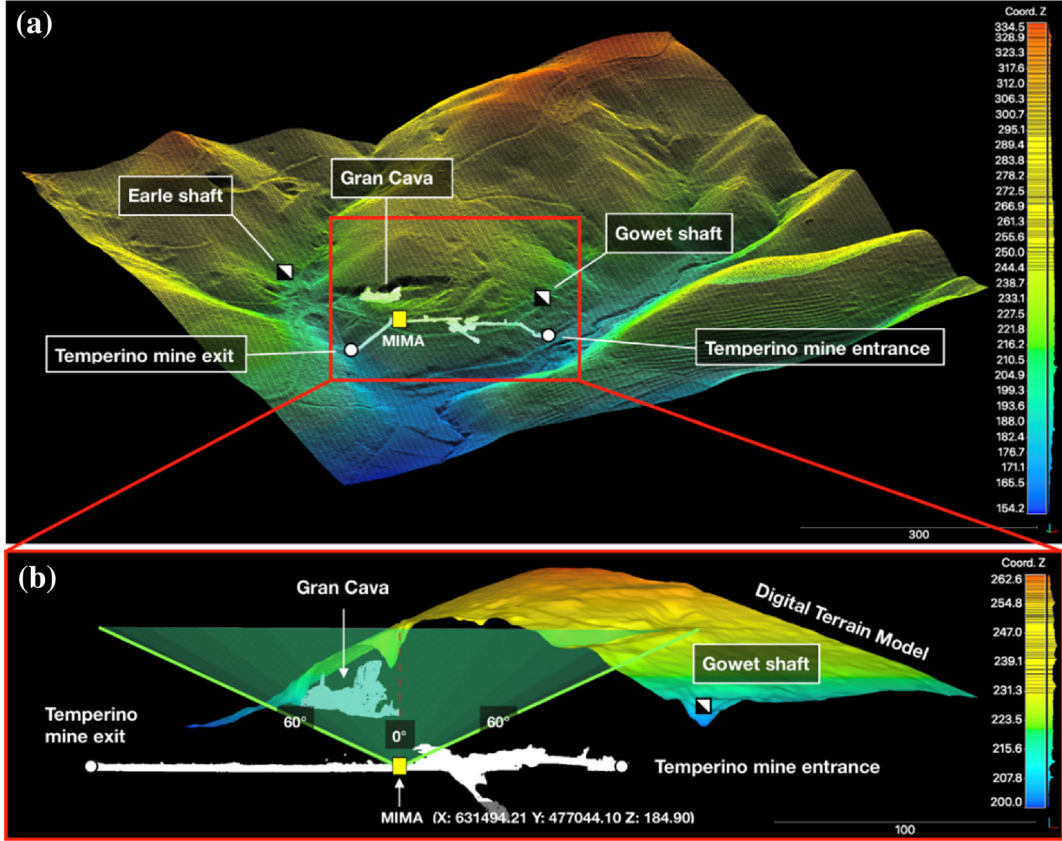 (a)
Coord. Z
334.5
328.9
323.3
317.6
312.0
306.3
300.7
295.1
289.4
283.8
278.2
272.5
266.9
261.3
255.6
250.0
244.4
238.7
233.1
227.5
221.8
216.2
210.5
204.9
199.3
193.6
188.0
182.4
176.7
171.1
165.5
154.2
Gran Cava
Earle shaft
Gowet shaft
MIMA
Temperino mine exit
Temperino mine entrance
300
(b)
Coord. Z
262.6
254.8
247.0
239.1
231.3
223.5
215.6
207.8
200.0
Gran Cava
Digital Terrain Model
Gowet shaft
Temperino
mine exit
60°
0°
60°
Temperino mine entrance
MIMA (X: 631494.21 Y: 477044.10 Z: 184.90)
100